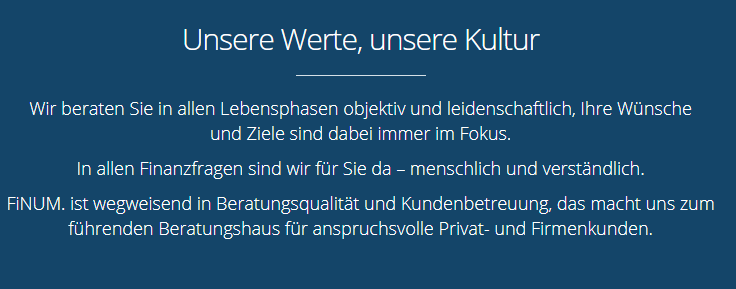 Unsere Werte, unsere Kultur
Wir beraten Sie in allen Lebensphasen objektiv und leidenschaftlich, Ihre Wünsche
und Ziele sind dabei immer im Fokus.
In allen Finanzfragen sind wir für Sie da – menschlich und verständlich.
FiNUM. ist wegweisend in Beratungsqualität und Kundenbetreuung, das macht uns zum
führenden Beratungshaus für anspruchsvolle Privat- und Firmenkunden.